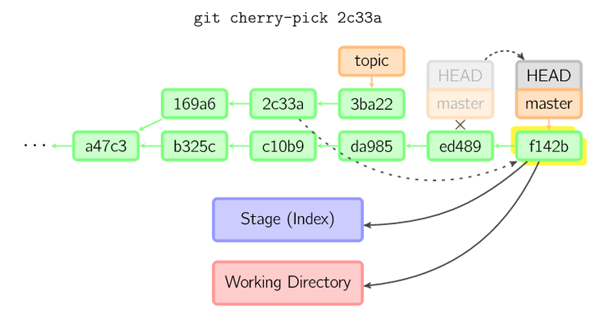 git cherry-pick 2c33a
topic
HEAD
HEAD
169a6
2c33a
3ba22
master
master
...
a47c3
b325c
c10b9
da985
ed489
f142b
Stage (Index)
Working Directory